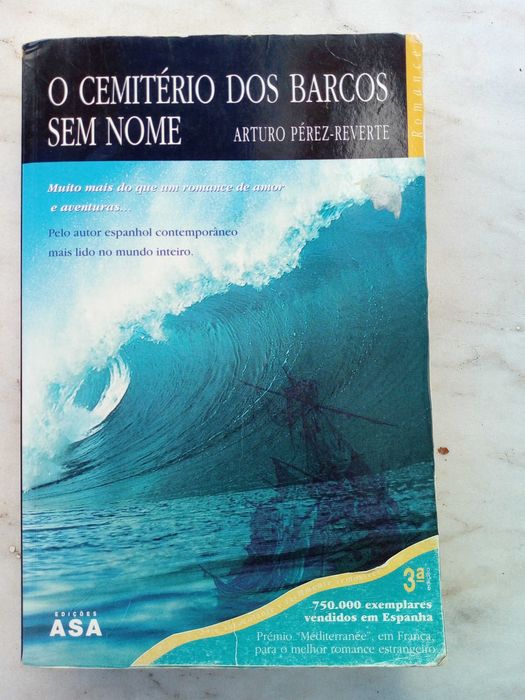 O CEMITÉRIO DOS BARCOS
SEM NOME ARTURO PÉREZ-REVERTE
Romance
Muito mais do que um romance de amor
e aventuras...
Pelo autor espanhol contemporâneo
mais lido no mundo inteiro.
3ª edição
750.000 exemplares
vendidos em Espanha
Prémio "Méditerranée", em França,
para o melhor romance estrangeiro
EDIÇÕES
ASA